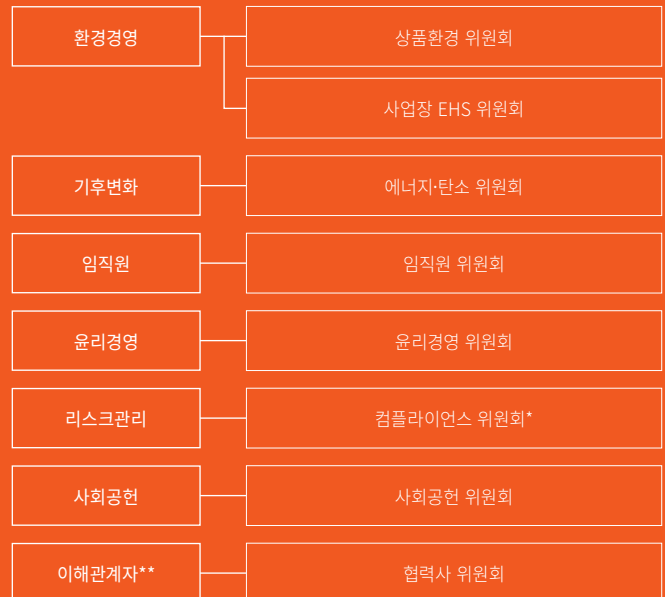 환경경영
상품환경 위원회
사업장 EHS 위원회
기후변화
에너지·탄소 위원회
임직원
임직원 위원회
윤리경영
윤리경영 위원회
리스크관리
컴플라이언스 위원회*
사회공헌
사회공헌 위원회
이해관계자**
협력사 위원회